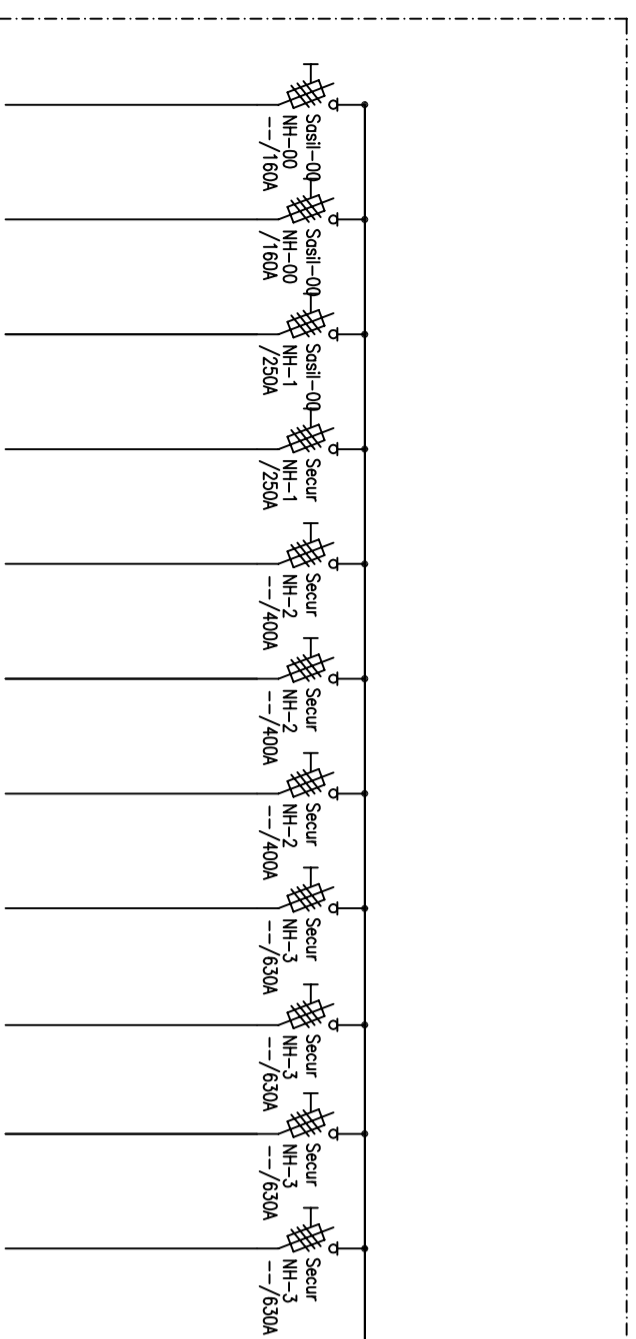 Sasil-00
NH-00
--/160A
Sasil-00
NH-00
/160A
Sasil-00
NH-1
/250A
Secur
NH-1
/250A
Secur
NH-2
--/400A
Secur
NH-2
--/400A
Secur
NH-2
--/400A
Secur
NH-3
--/630A
Secur
NH-3
--/630A
Secur
NH-3
--/630A
Secur
NH-3
--/630A